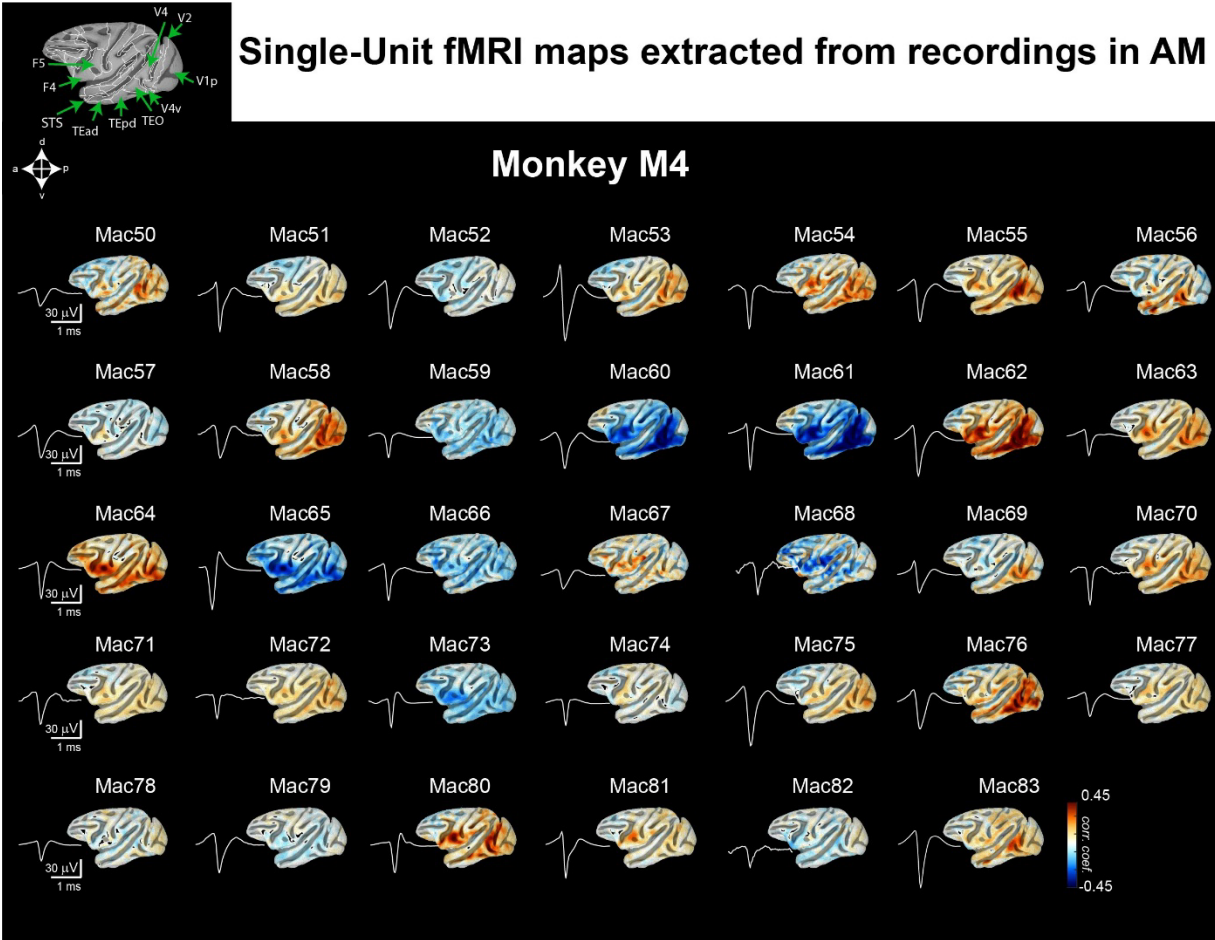 Single-Unit fMRI maps extracted from recordings in AM
V4 V2
F5
F4
V1p
STS TEad TEpd TEO V4v
d
a p
v
Monkey M4
Mac50 Mac51 Mac52 Mac53 Mac54 Mac55 Mac56
30 µV
1 ms
Mac57 Mac58 Mac59 Mac60 Mac61 Mac62 Mac63
30 µV
1 ms
Mac64 Mac65 Mac66 Mac67 Mac68 Mac69 Mac70
30 µV
1 ms
Mac71 Mac72 Mac73 Mac74 Mac75 Mac76 Mac77
30 µV
1 ms
Mac78 Mac79 Mac80 Mac81 Mac82 Mac83
30 µV
1 ms
0.45
corr. coef.
-0.45